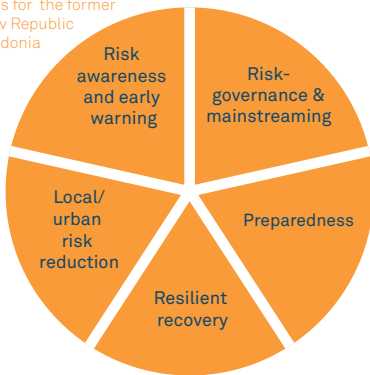 s for the former
v Republic
donia
Risk
awareness
and early
warning
Risk-
governance &
mainstreaming
Local/
urban
risk
reduction
Preparedness
Resilient
recovery